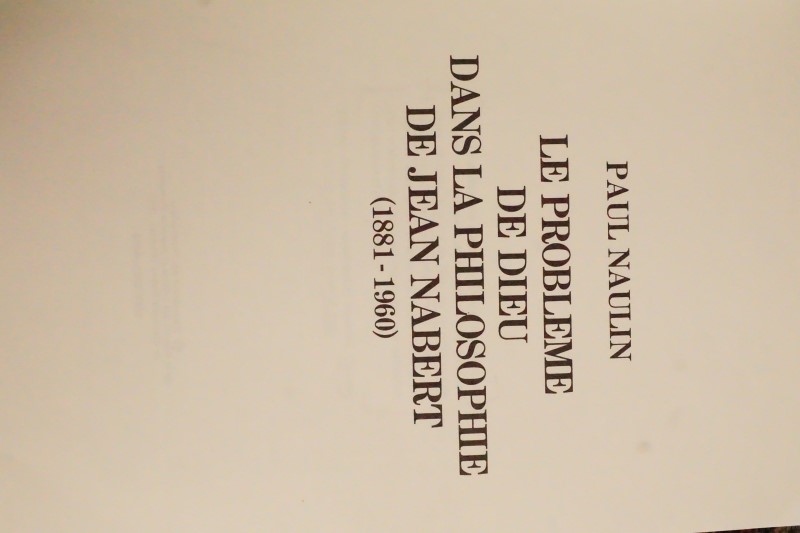 PAUL NAULIN
LE PROBLEME
DE DIEU
DANS LA PHILOSOPHIE
DE JEAN NABERT
(1881-1960)